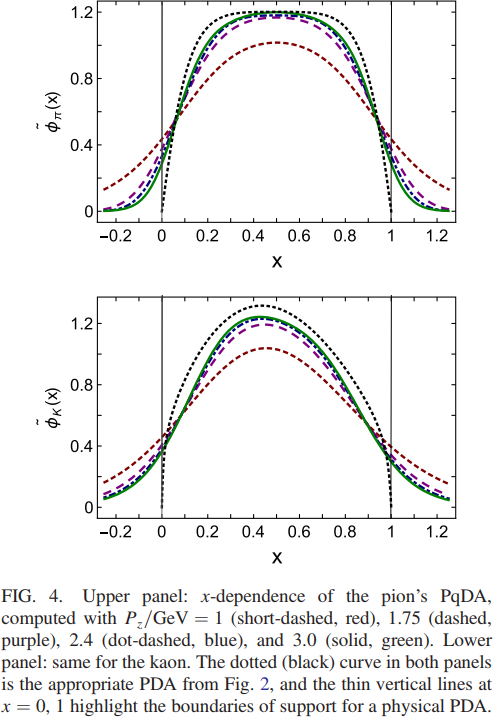 1.2
0.8
0.4
0
−0.2 0 0.2 0.4 0.6 0.8 1 1.2
x
ϕ̃π(x)
1.2
0.8
0.4
0
−0.2 0 0.2 0.4 0.6 0.8 1 1.2
x
ϕ̃K(x)
FIG. 4. Upper panel: x-dependence of the pion's PqDA,
computed with Pz/GeV = 1 (short-dashed, red), 1.75 (dashed,
purple), 2.4 (dot-dashed, blue), and 3.0 (solid, green). Lower
panel: same for the kaon. The dotted (black) curve in both panels
is the appropriate PDA from Fig. 2, and the thin vertical lines at
x = 0, 1 highlight the boundaries of support for a physical PDA.